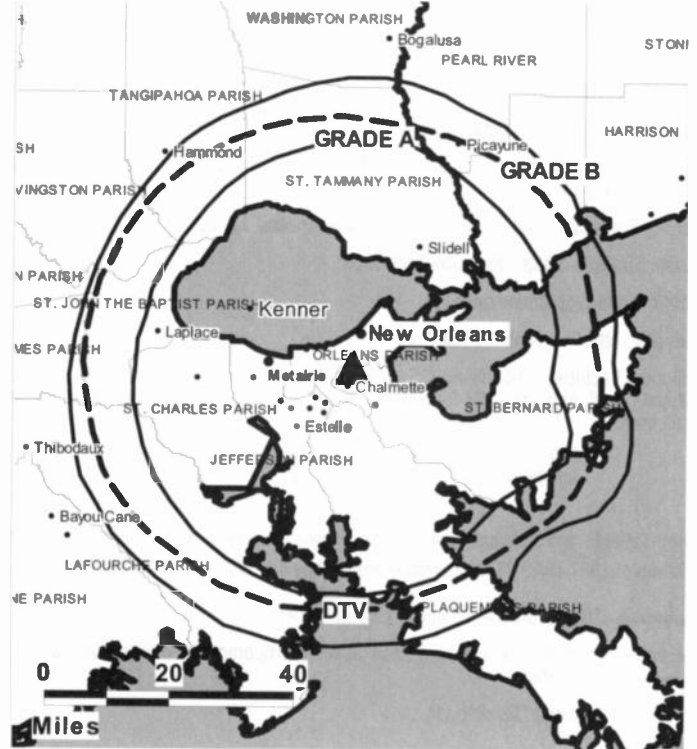 WASHINGTON PARISH
Bogalusa
STONI
PEARL RIVER
TANGIPAHOA PARISH
GRADE A
HARRISON
SH
Hammond
Picayune
GRADE B
VINGSTON PARISH
ST. TAMMANY PARISH
Slidell
N PARISH
ST. JOHN THE BAPTIST PARISH
Kenner
Laplace
New Orleans
MES PARISH
ORLEANS PARISH
Metairie
Chalmette
ST. CHARLES PARISH
ST. BERNARD PARISH
Estelle
Thibodaux
JEFFERSON PARISH
Bayou Cane
LAFOURCHE PARISH
NE PARISH
DTV
PLAQUEMINES PARISH
0 20 40
Miles